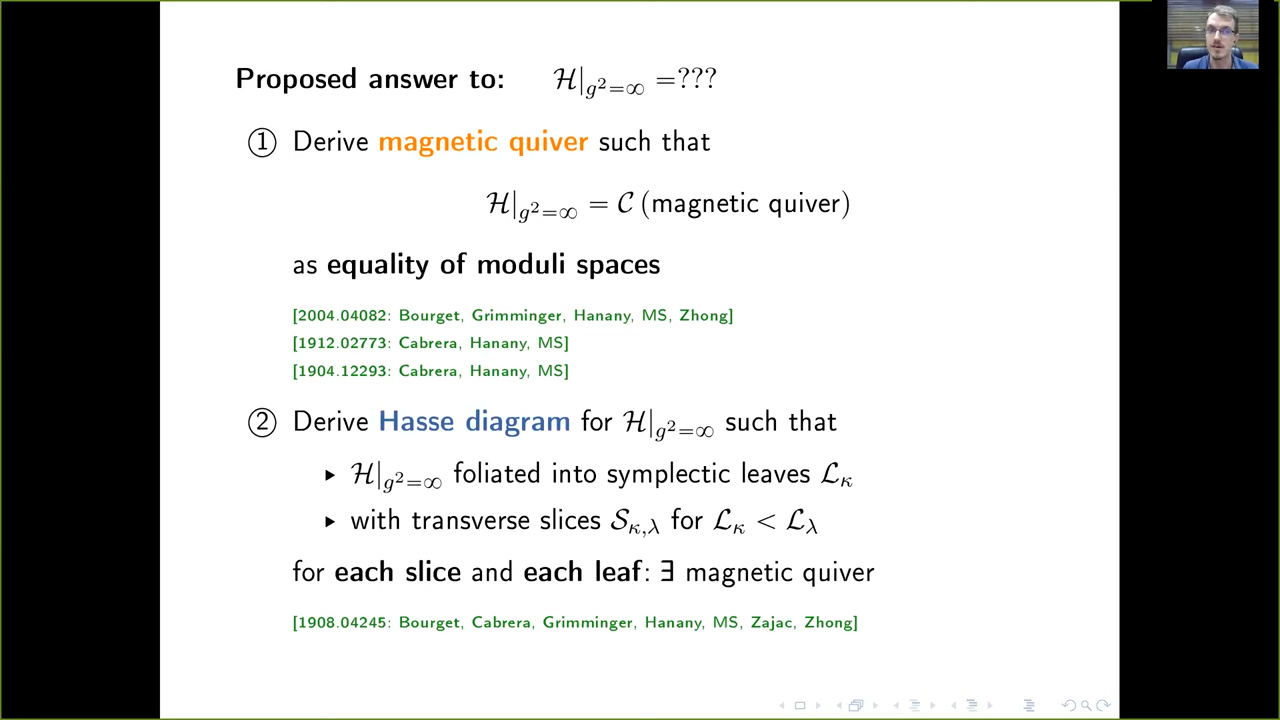 Proposed answer to: ℋ|g²=∞ =???
① Derive magnetic quiver such that
ℋ|g²=∞ = 𝒞 (magnetic quiver)
as equality of moduli spaces
[2004.04082: Bourget, Grimminger, Hanany, MS, Zhong]
[1912.02773: Cabrera, Hanany, MS]
[1904.12293: Cabrera, Hanany, MS]
② Derive Hasse diagram for ℋ|g²=∞ such that
▸ ℋ|g²=∞ foliated into symplectic leaves ℒκ
▸ with transverse slices 𝒮κ,λ for ℒκ < ℒλ
for each slice and each leaf: ∃ magnetic quiver
[1908.04245: Bourget, Cabrera, Grimminger, Hanany, MS, Zajac, Zhong]